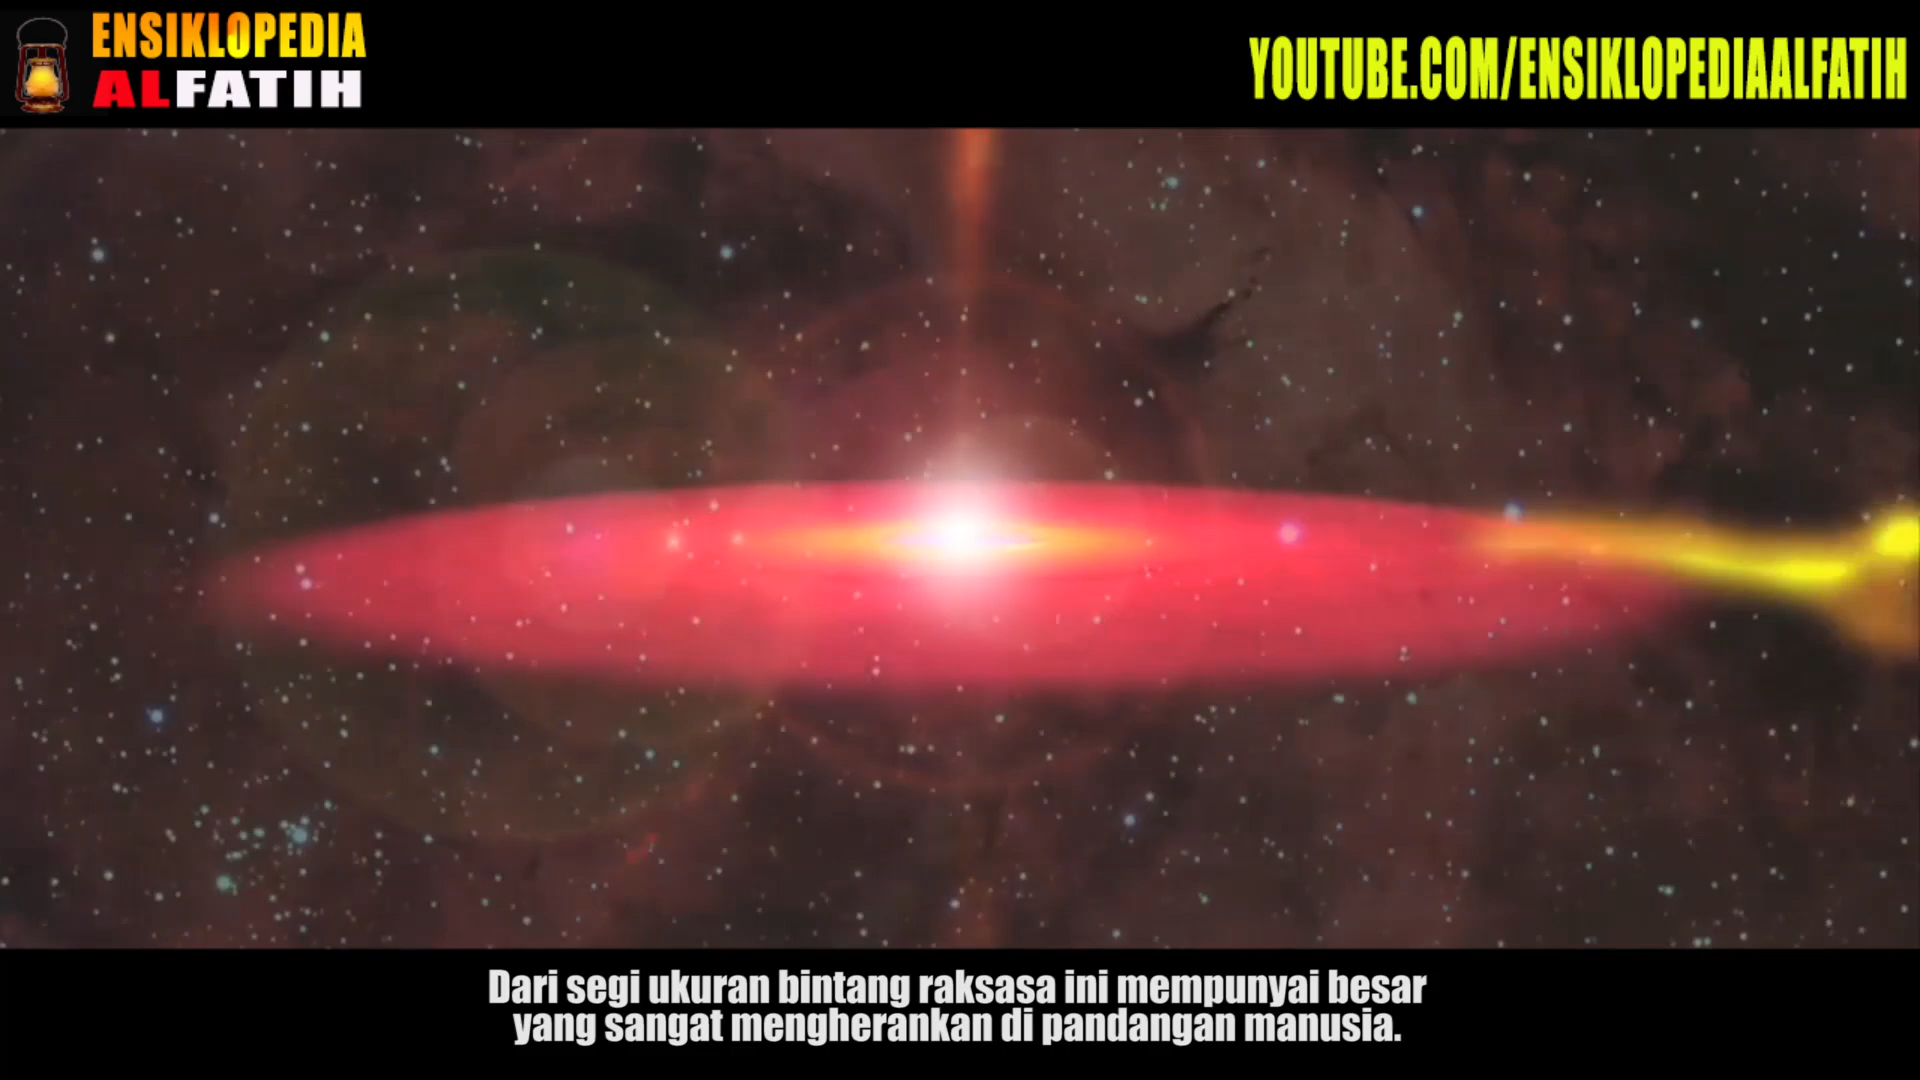 ENSIKLOPEDIA
ALFATIH
YOUTUBE.COM/ENSIKLOPEDIAALFATIH
Dari segi ukuran bintang raksasa ini mempunyai besar
yang sangat mengherankan di pandangan manusia.